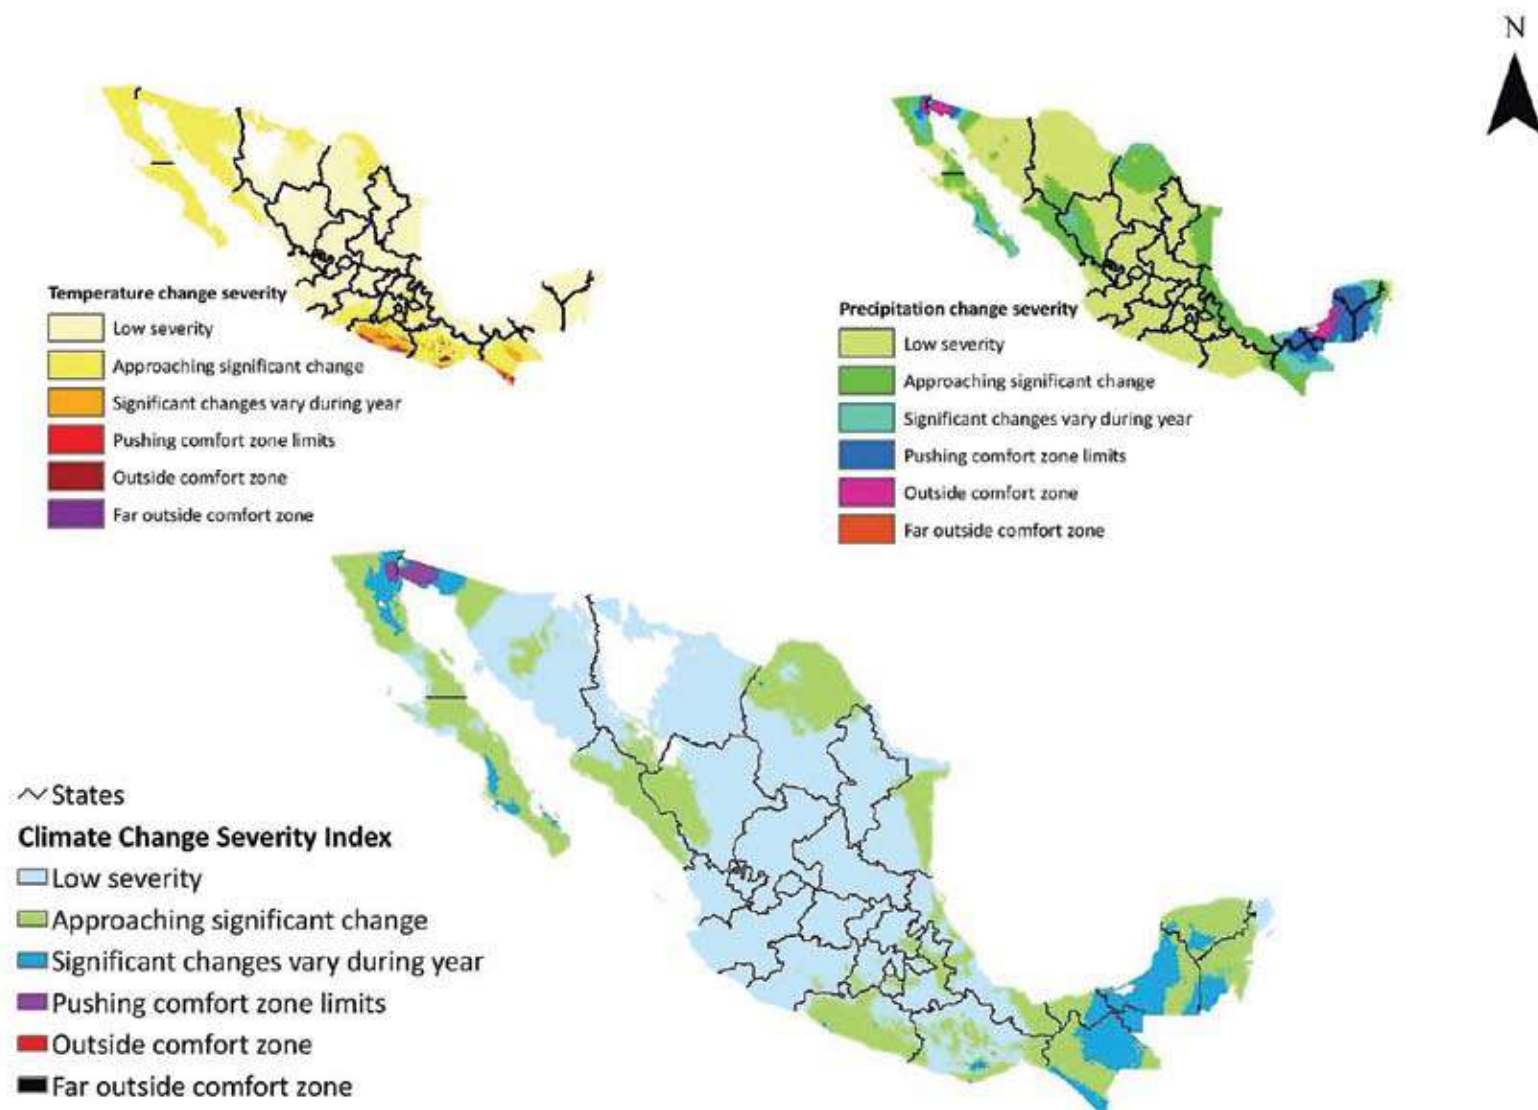 N
Temperature change severity
Low severity
Approaching significant change
Significant changes vary during year
Pushing comfort zone limits
Outside comfort zone
Far outside comfort zone
Precipitation change severity
Low severity
Approaching significant change
Significant changes vary during year
Pushing comfort zone limits
Outside comfort zone
Far outside comfort zone
States
Climate Change Severity Index
Low severity
Approaching significant change
Significant changes vary during year
Pushing comfort zone limits
Outside comfort zone
Far outside comfort zone